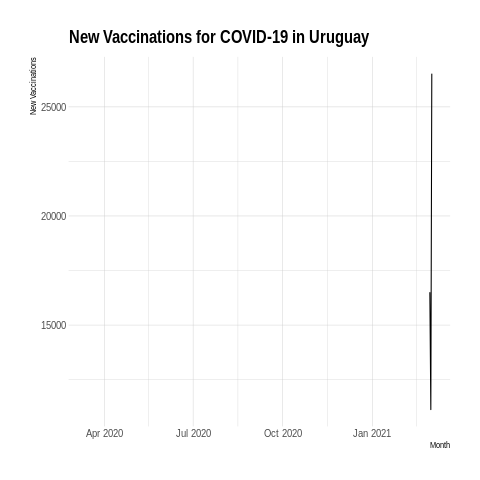 New Vaccinations for COVID-19 in Uruguay
New Vaccinations
25000
20000
15000
Apr 2020
Jul 2020
Oct 2020
Jan 2021
Month